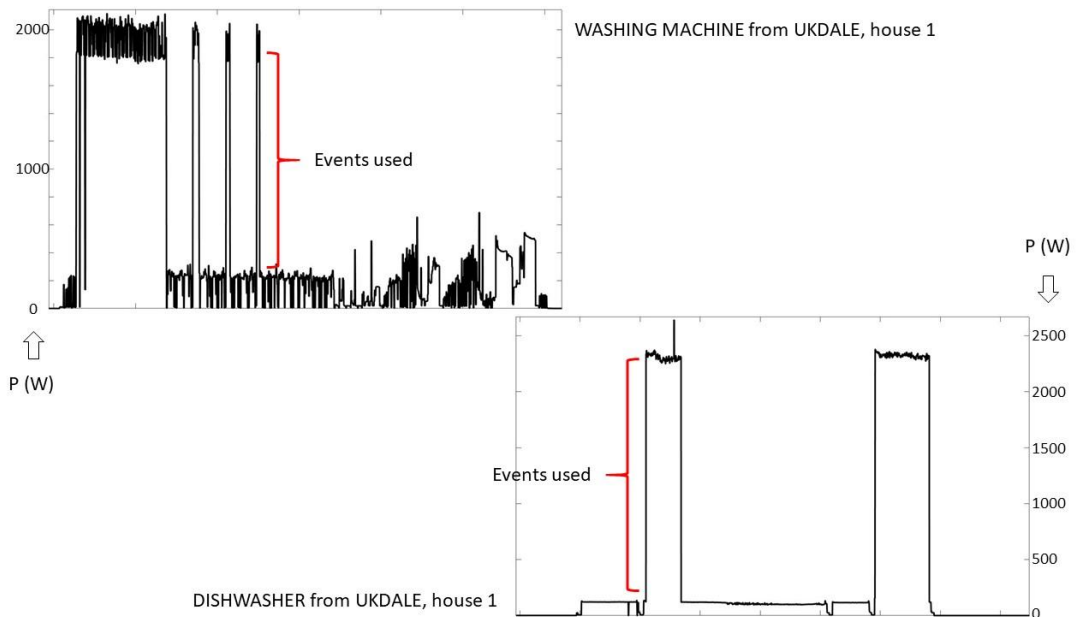 2000
WASHING MACHINE from UKDALE, house 1
Events used
1000
0
P (W)
P (W)
2500
2000
1500
Events used
1000
500
DISHWASHER from UKDALE, house 1
0